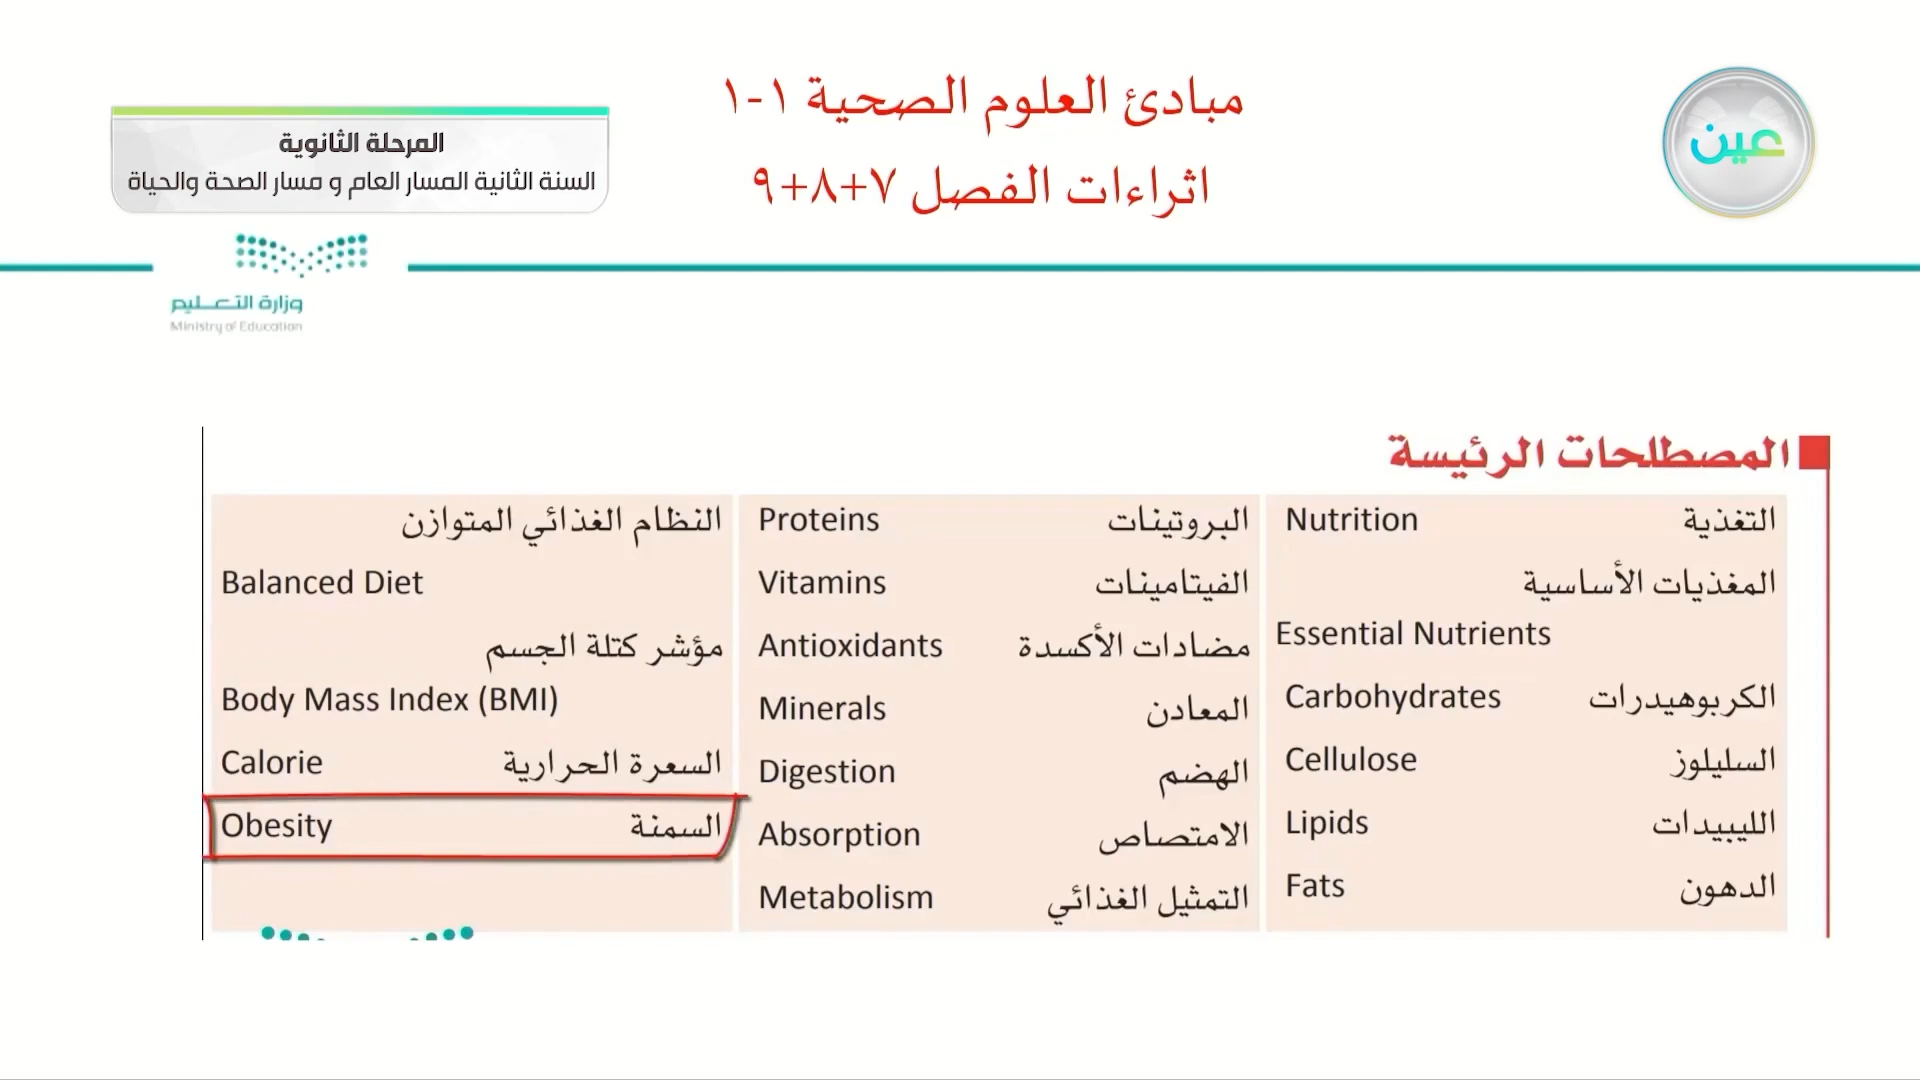 مبادئ العلوم الصحية ١-١
اثراءات الفصل ٧+٨+٩
عين
المرحلة الثانوية
السنة الثانية المسار العام و مسار الصحة والحياة
وزارة التعليم
Ministry of Education
المصطلحات الرئيسة
التغذية Nutrition
المغذيات الأساسية
Essential Nutrients
الكربوهيدرات Carbohydrates
السليلوز Cellulose
الليبيدات Lipids
الدهون Fats
البروتينات Proteins
الفيتامينات Vitamins
مضادات الأكسدة Antioxidants
المعادن Minerals
الهضم Digestion
الامتصاص Absorption
التمثيل الغذائي Metabolism
النظام الغذائي المتوازن
Balanced Diet
مؤشر كتلة الجسم
Body Mass Index (BMI)
السعرة الحرارية Calorie
السمنة Obesity